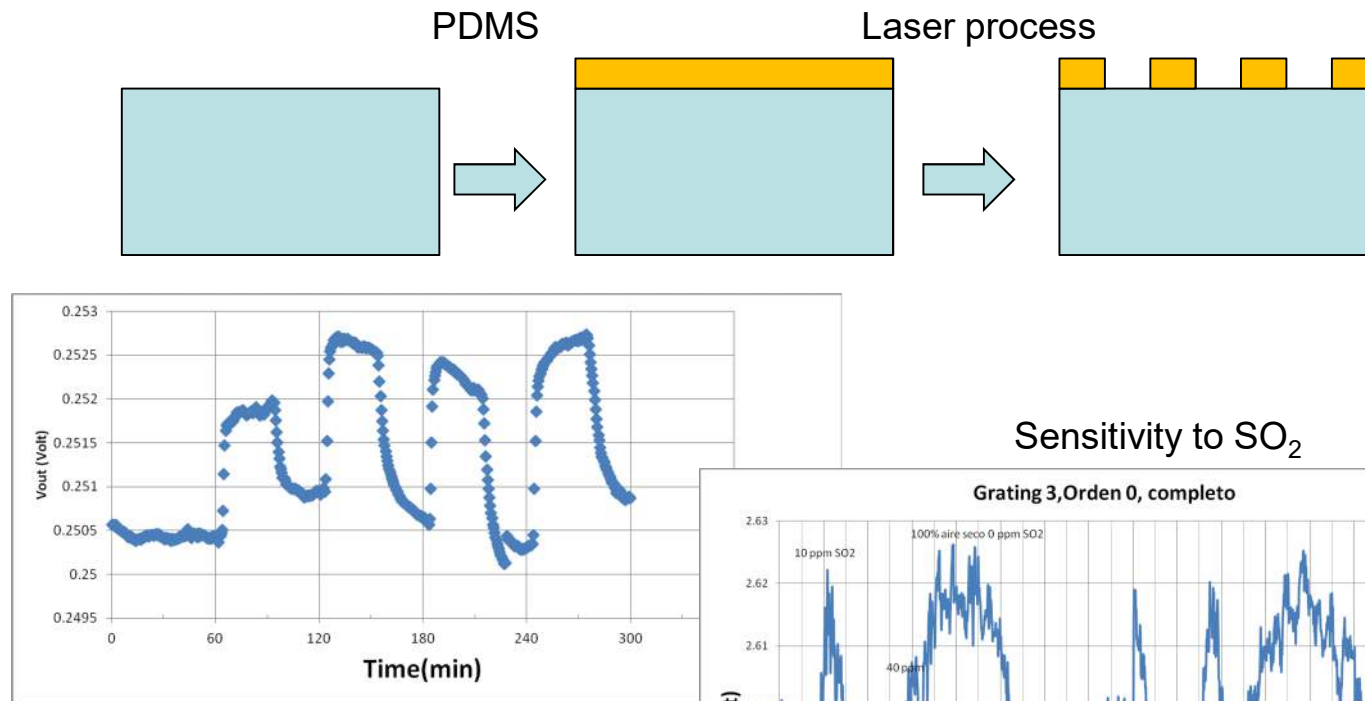 PDMS
Laser process
0.253
0.2525
0.252
0.2515
0.251
0.2505
0.25
0.2495
Vout (Volt)
0
60
120
180
240
300
Time(min)
Sensitivity to SO2
Grating 3,Orden 0, completo
2.63
2.62
2.61
10 ppm SO2
100% aire seco 0 ppm SO2
40 ppm